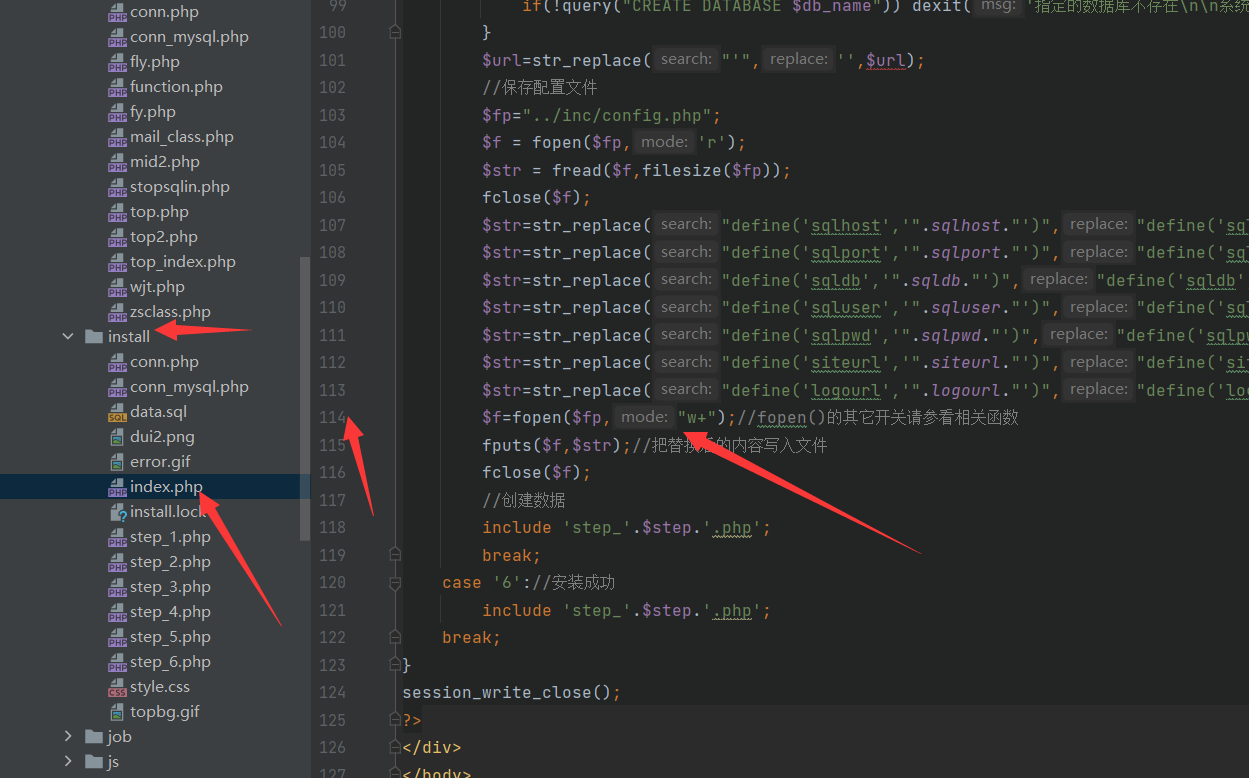 conn.php
conn_mysql.php
fly.php
function.php
fy.php
mail_class.php
mid2.php
stopsqlin.php
top.php
top2.php
top_index.php
wjt.php
zsclass.php
install
conn.php
conn_mysql.php
data.sql
dui2.png
error.gif
index.php
install.lock
step_1.php
step_2.php
step_3.php
step_4.php
step_5.php
step_6.php
style.css
topbg.gif
job
js
99 if(!query("CREATE DATABASE $db_name")) dexit( msg: '指定的数据库不存在\n\n系统
100 }
101 $url=str_replace( search: "'", replace: '',$url);
102 //保存配置文件
103 $fp="../inc/config.php";
104 $f = fopen($fp, mode: 'r');
105 $str = fread($f,filesize($fp));
106 fclose($f);
107 $str=str_replace( search: "define('sqlhost','".sqlhost."')", replace: "define('sq
108 $str=str_replace( search: "define('sqlport','".sqlport."')", replace: "define('sq
109 $str=str_replace( search: "define('sqldb','".sqldb."')", replace: "define('sqldb'
110 $str=str_replace( search: "define('sqluser','".sqluser."')", replace: "define('sq
111 $str=str_replace( search: "define('sqlpwd','".sqlpwd."')", replace: "define('sqlp
112 $str=str_replace( search: "define('siteurl','".siteurl."')", replace: "define('si
113 $str=str_replace( search: "define('logourl','".logourl."')", replace: "define('lo
114 $f=fopen($fp, mode: "w+");//fopen()的其它开关请参看相关函数
115 fputs($f,$str);//把替换后的内容写入文件
116 fclose($f);
117 //创建数据
118 include 'step_'.$step.'.php';
119 break;
120 case '6'://安装成功
121 include 'step_'.$step.'.php';
122 break;
123 }
124 session_write_close();
125 ?>
126 </div>
127 </body>